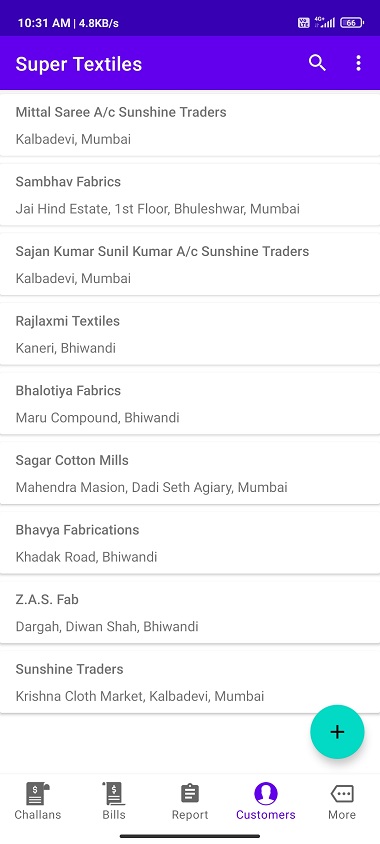 10:31 AM | 4.8KB/s
VoLTE 4G+ 66
Super Textiles
Mittal Saree A/c Sunshine Traders
Kalbadevi, Mumbai
Sambhav Fabrics
Jai Hind Estate, 1st Floor, Bhuleshwar, Mumbai
Sajan Kumar Sunil Kumar A/c Sunshine Traders
Kalbadevi, Mumbai
Rajlaxmi Textiles
Kaneri, Bhiwandi
Bhalotiya Fabrics
Maru Compound, Bhiwandi
Sagar Cotton Mills
Mahendra Masion, Dadi Seth Agiary, Mumbai
Bhavya Fabrications
Khadak Road, Bhiwandi
Z.A.S. Fab
Dargah, Diwan Shah, Bhiwandi
Sunshine Traders
Krishna Cloth Market, Kalbadevi, Mumbai
+
Challans Bills Report Customers More